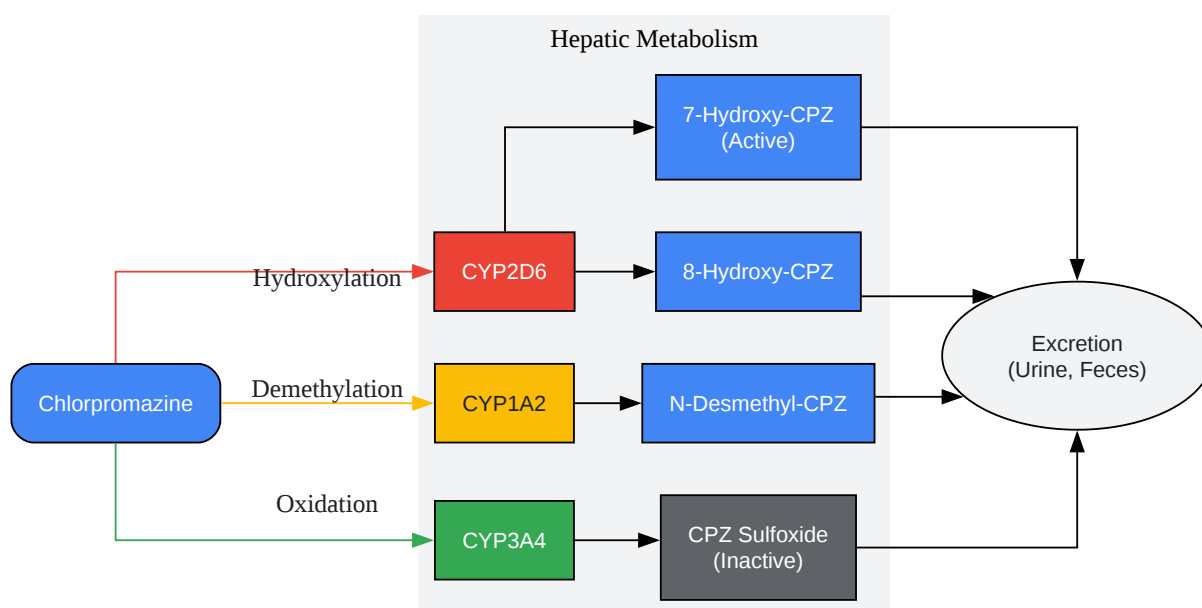 Hepatic Metabolism
7-Hydroxy-CPZ
(Active)
Hydroxylation
CYP2D6
8-Hydroxy-CPZ
Excretion
(Urine, Feces)
Chlorpromazine
Demethylation
CYP1A2
N-Desmethyl-CPZ
Oxidation
CYP3A4
CPZ Sulfoxide
(Inactive)